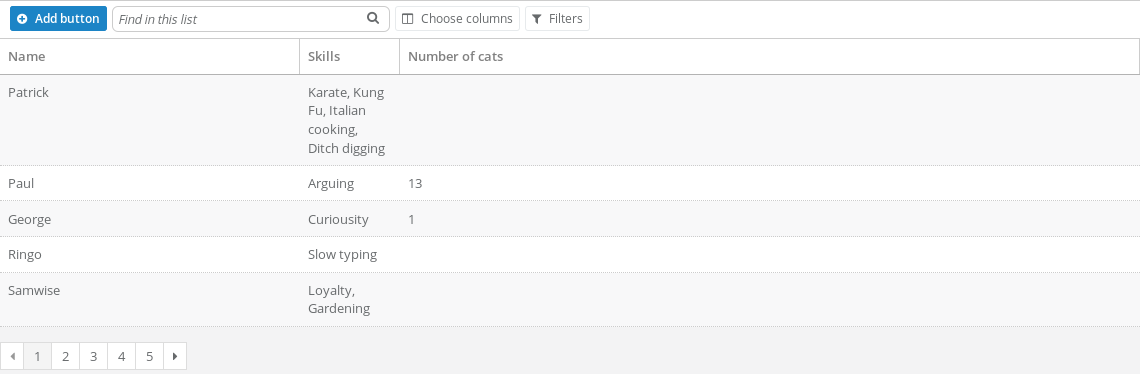 Add button Find in this list Choose columns Filters
Name Skills Number of cats
Patrick Karate, Kung
Fu, Italian
cooking,
Ditch digging
Paul Arguing 13
George Curiousity 1
Ringo Slow typing
Samwise Loyalty,
Gardening
1 2 3 4 5